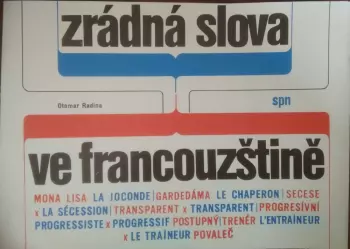 zrádná slova
Otomar Radina
spn
ve francouzštině
MONA LISA LA JOCONDE | GARDEDÁMA LE CHAPERON | SECESE
x LA SÉCESSION | TRANSPARENT x TRANSPARENT | PROGRESÍVNÍ
PROGRESSISTE x PROGRESSIF POSTUPNÝ | TRENÉR L'ENTRAÎNEUR
x LE TRAÎNEUR POVALEČ